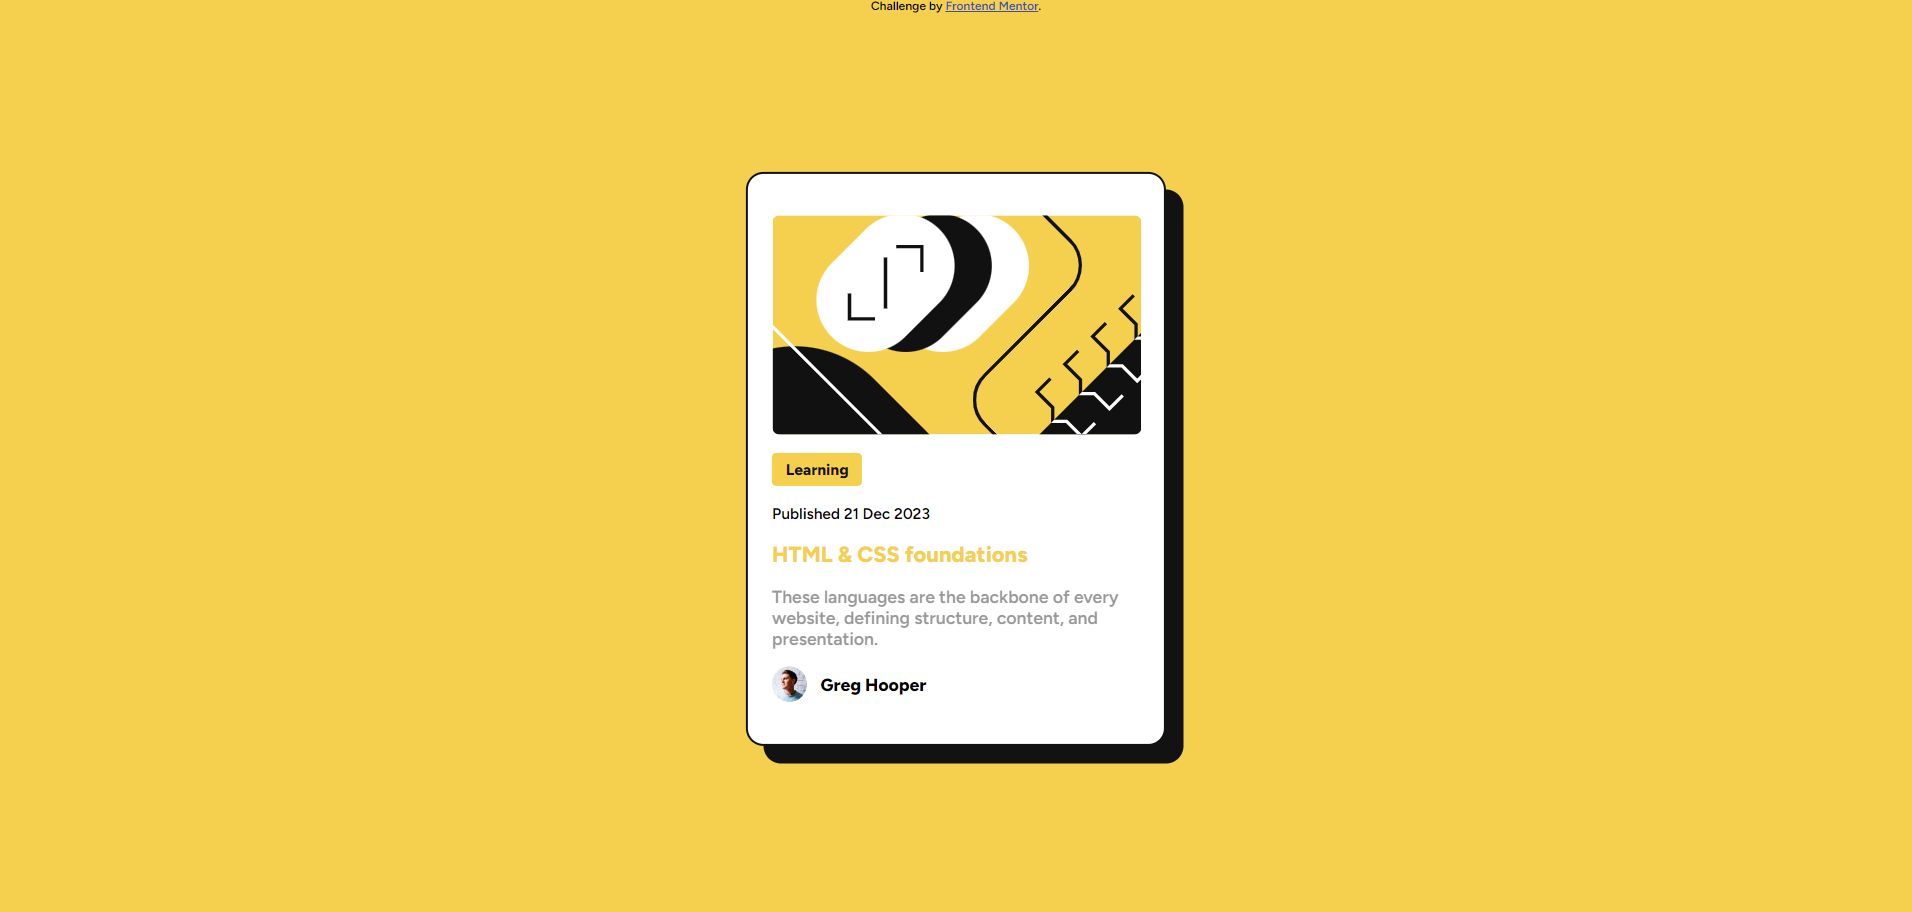 Challenge by Frontend Mentor.
Learning
Published 21 Dec 2023
HTML & CSS foundations
These languages are the backbone of every
website, defining structure, content, and
presentation.
Greg Hooper